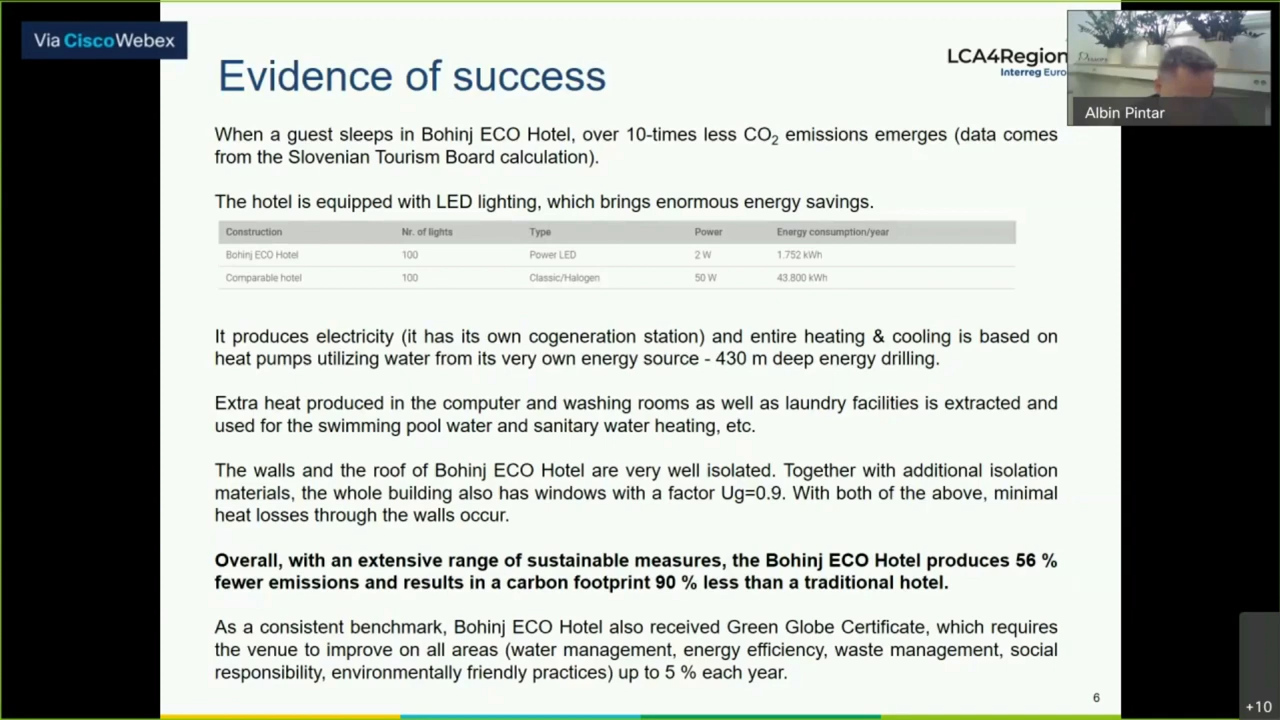 Via CiscoWebex
Evidence of success
LCA4Region
Interreg Euro
Albin Pintar
When a guest sleeps in Bohinj ECO Hotel, over 10-times less CO₂ emissions emerges (data comes
from the Slovenian Tourism Board calculation).
The hotel is equipped with LED lighting, which brings enormous energy savings.
Construction Nr. of lights Type Power Energy consumption/year
Bohinj ECO Hotel 100 Power LED 2 W 1.752 kWh
Comparable hotel 100 Classic/Halogen 50 W 43.800 kWh
It produces electricity (it has its own cogeneration station) and entire heating & cooling is based on
heat pumps utilizing water from its very own energy source - 430 m deep energy drilling.
Extra heat produced in the computer and washing rooms as well as laundry facilities is extracted and
used for the swimming pool water and sanitary water heating, etc.
The walls and the roof of Bohinj ECO Hotel are very well isolated. Together with additional isolation
materials, the whole building also has windows with a factor Ug=0.9. With both of the above, minimal
heat losses through the walls occur.
Overall, with an extensive range of sustainable measures, the Bohinj ECO Hotel produces 56 %
fewer emissions and results in a carbon footprint 90 % less than a traditional hotel.
As a consistent benchmark, Bohinj ECO Hotel also received Green Globe Certificate, which requires
the venue to improve on all areas (water management, energy efficiency, waste management, social
responsibility, environmentally friendly practices) up to 5 % each year.
6
+10